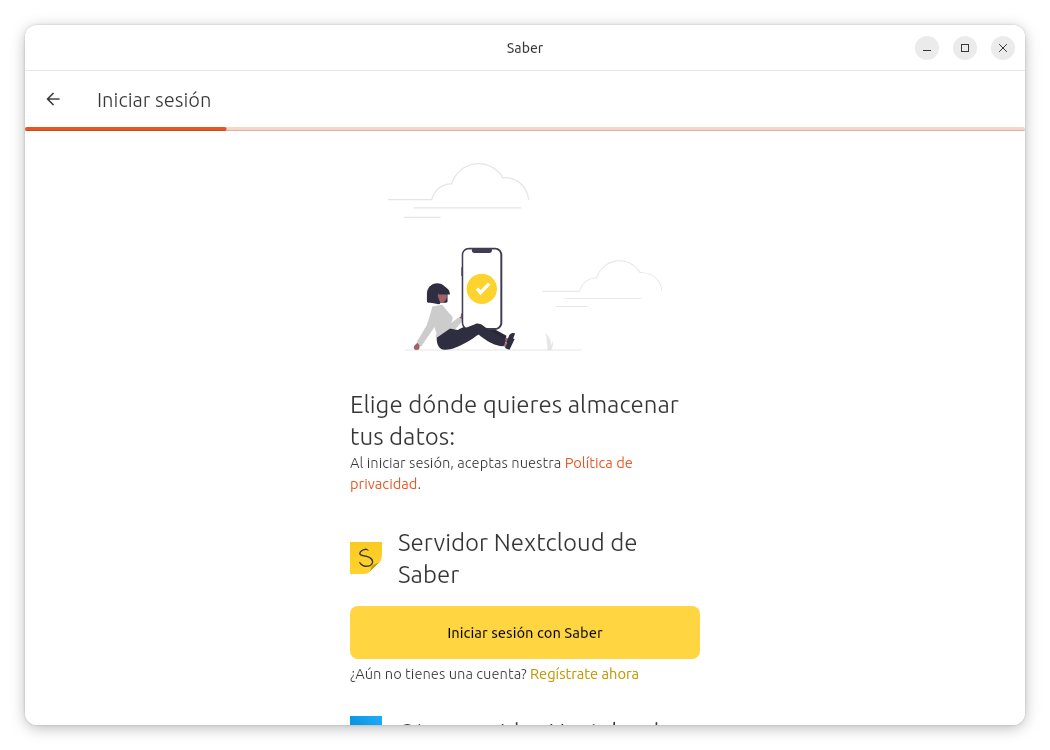 Saber
Iniciar sesión
Elige dónde quieres almacenar
tus datos:
Al iniciar sesión, aceptas nuestra Política de
privacidad.
S
Servidor Nextcloud de
Saber
Iniciar sesión con Saber
¿Aún no tienes una cuenta? Regístrate ahora